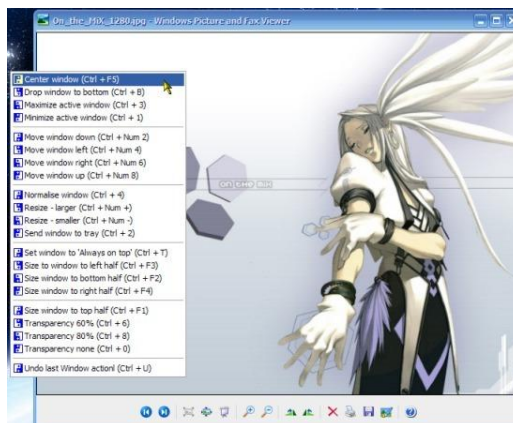 On_the_MiX_1280.jpg - Windows Picture and Fax Viewer
Center window (Ctrl + F5)
Drop window to bottom (Ctrl + B)
Maximize active window (Ctrl + 3)
Minimize active window (Ctrl + 1)
Move window down (Ctrl + Num 2)
Move window left (Ctrl + Num 4)
Move window right (Ctrl + Num 6)
Move window up (Ctrl + Num 8)
ON THE MIX
Normalise window (Ctrl + 4)
Resize - larger (Ctrl + Num +)
Resize - smaller (Ctrl + Num -)
Send window to tray (Ctrl + 2)
Set window to 'Always on top' (Ctrl + T)
Size to window to left half (Ctrl + F3)
Size window to bottom half (Ctrl + F2)
Size window to right half (Ctrl + F4)
Size window to top half (Ctrl + F1)
Transparency 60% (Ctrl + 6)
Transparency 80% (Ctrl + 8)
Transparency none (Ctrl + 0)
Undo last Window action! (Ctrl + U)